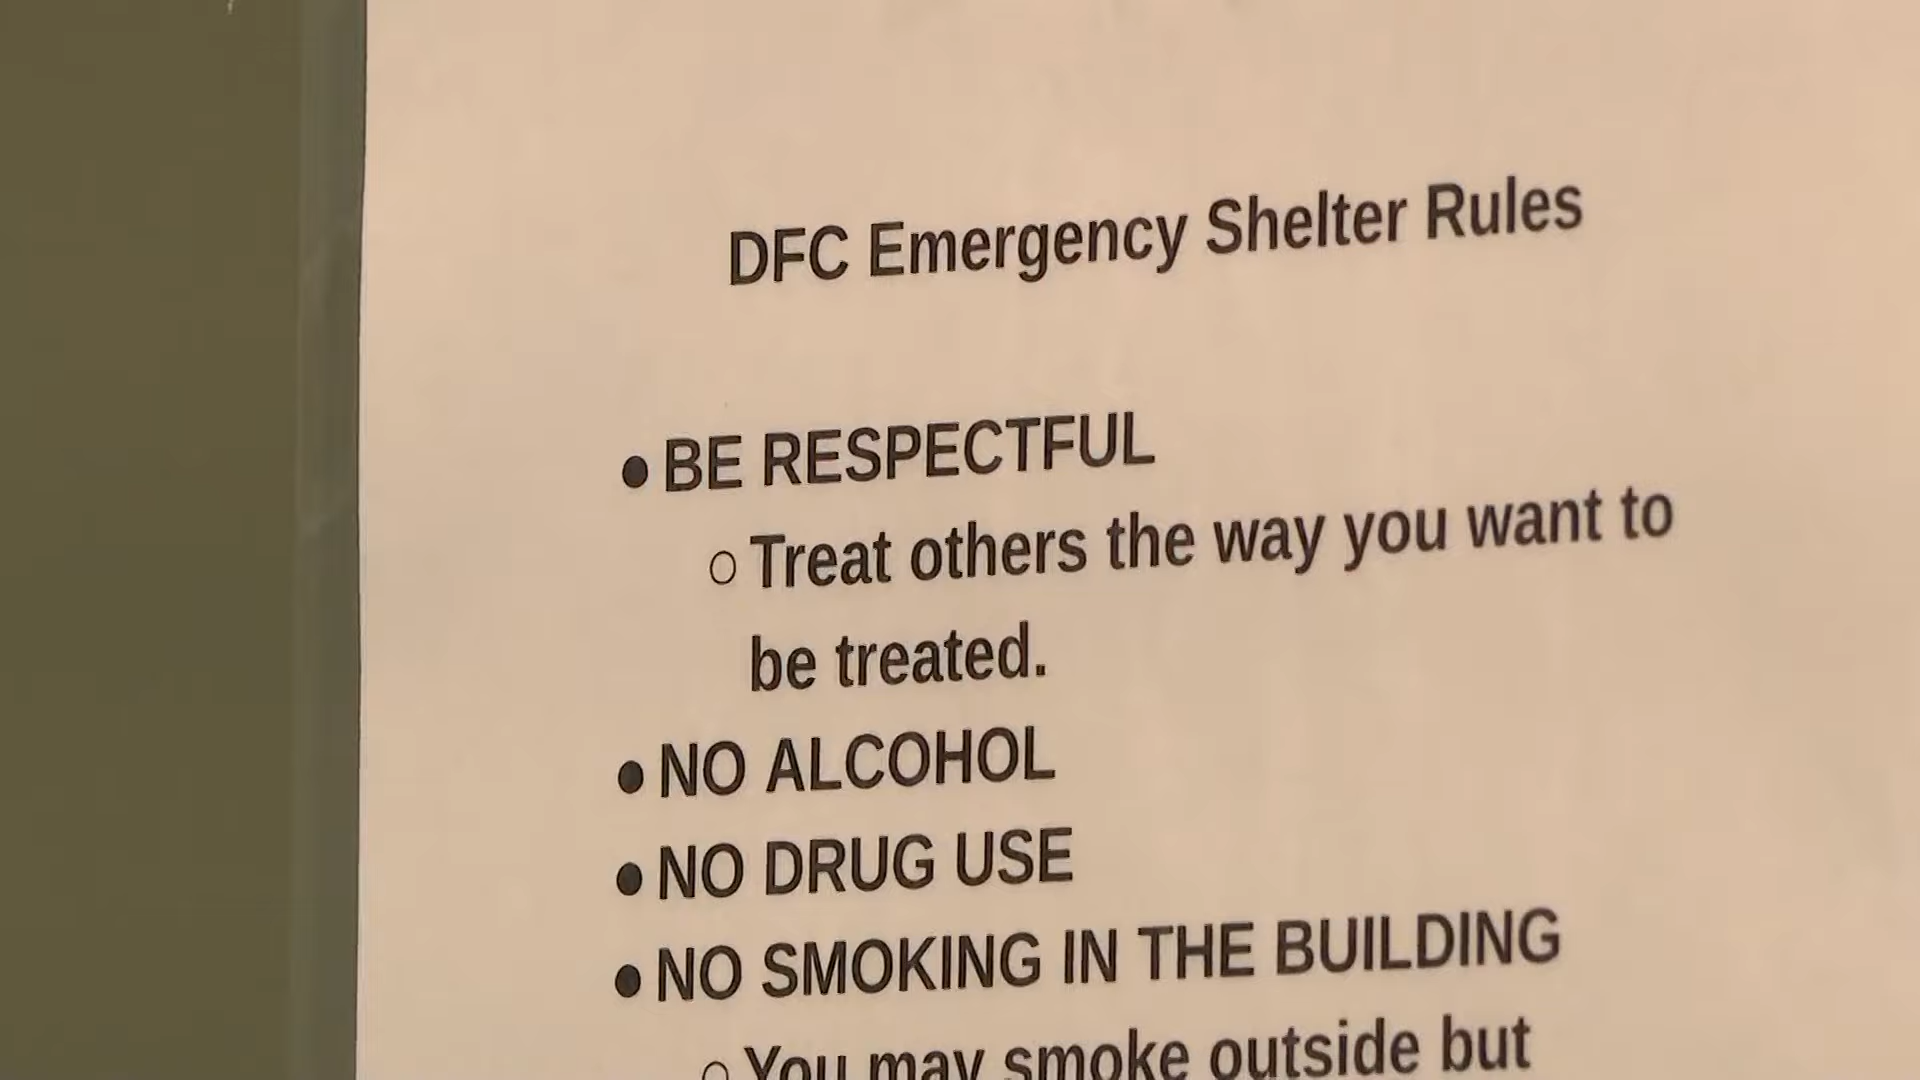 DFC Emergency Shelter Rules
● BE RESPECTFUL
○ Treat others the way you want to
be treated.
● NO ALCOHOL
● NO DRUG USE
● NO SMOKING IN THE BUILDING
○ You may smoke outside but